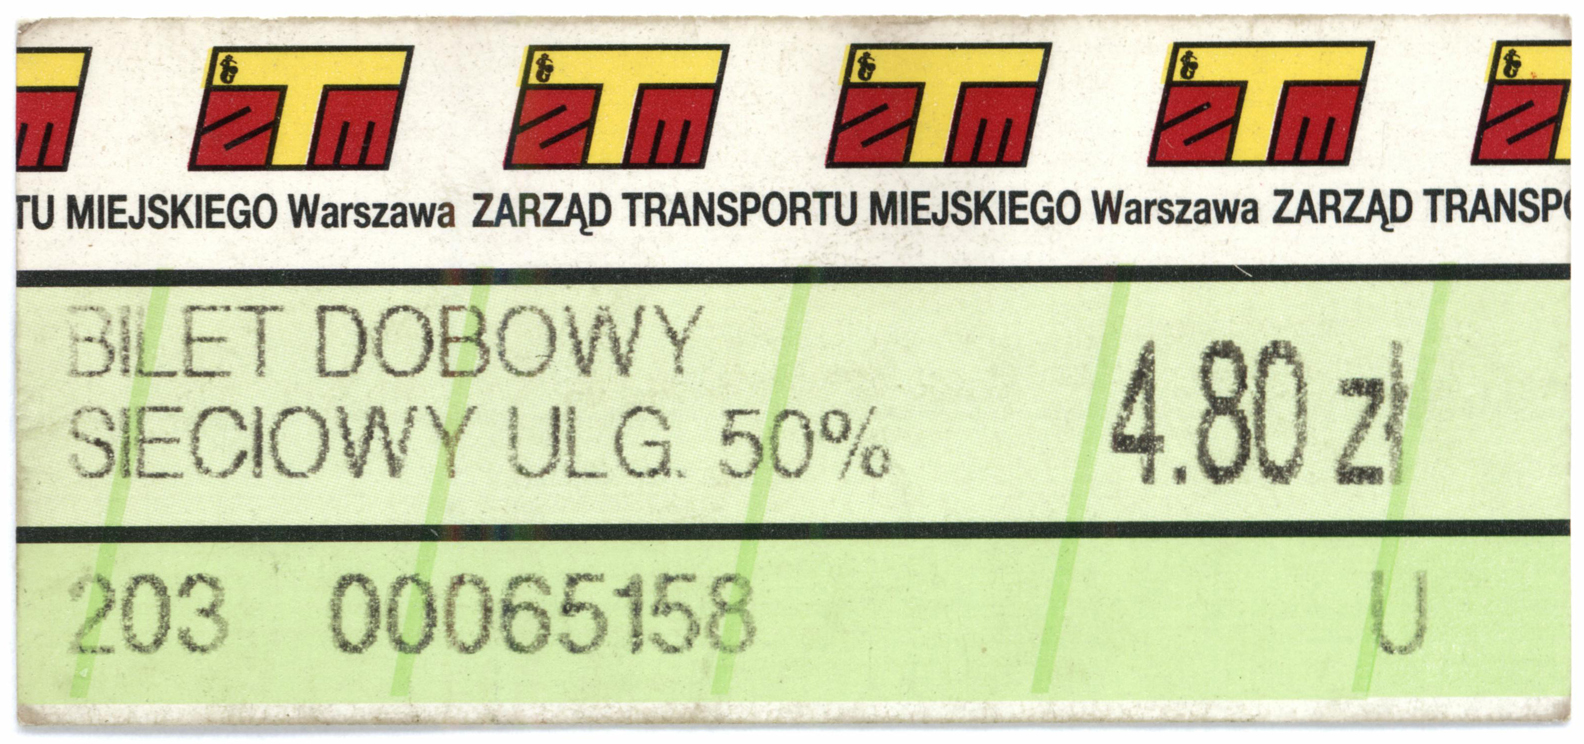 ZTM ZTM ZTM ZTM
TU MIEJSKIEGO Warszawa ZARZĄD TRANSPORTU MIEJSKIEGO Warszawa ZARZĄD TRANSPO
BILET DOBOWY
SIECIOWY ULG. 50%
4.80 zł
203 00065158 U